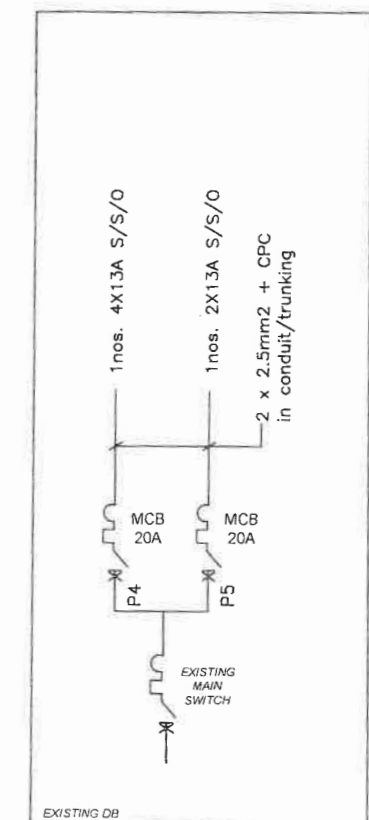 1nos. 4X13A S/S/O
1nos. 2X13A S/S/O
2 x 2.5mm2 + CPC
in conduit/trunking
MCB
20A
MCB
20A
P4
P5
EXISTING
MAIN
SWITCH
EXISTING DB